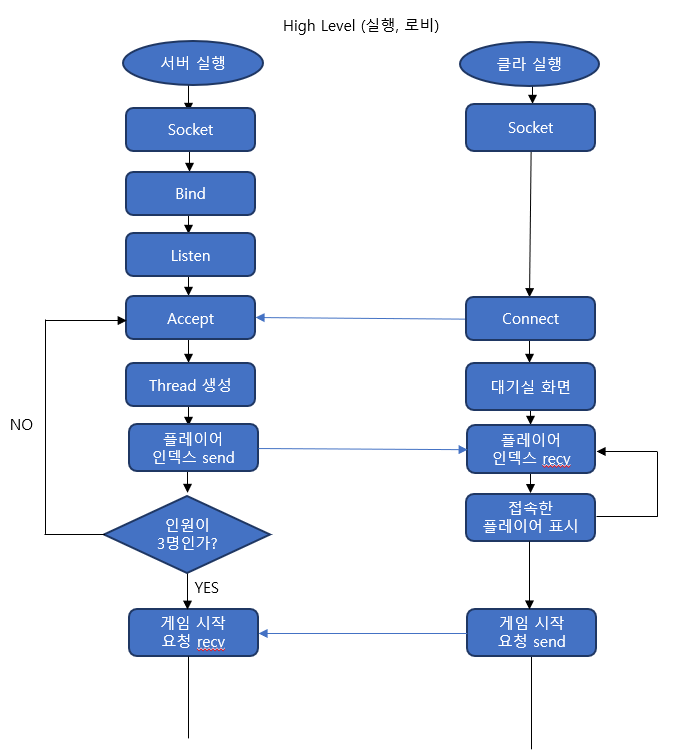 High Level (실행, 로비)
서버 실행
Socket
Bind
Listen
Accept
Thread 생성
플레이어
인덱스 send
NO
인원이
3명인가?
YES
게임 시작
요청 recv
클라 실행
Socket
Connect
대기실 화면
플레이어
인덱스 recv
접속한
플레이어 표시
게임 시작
요청 send